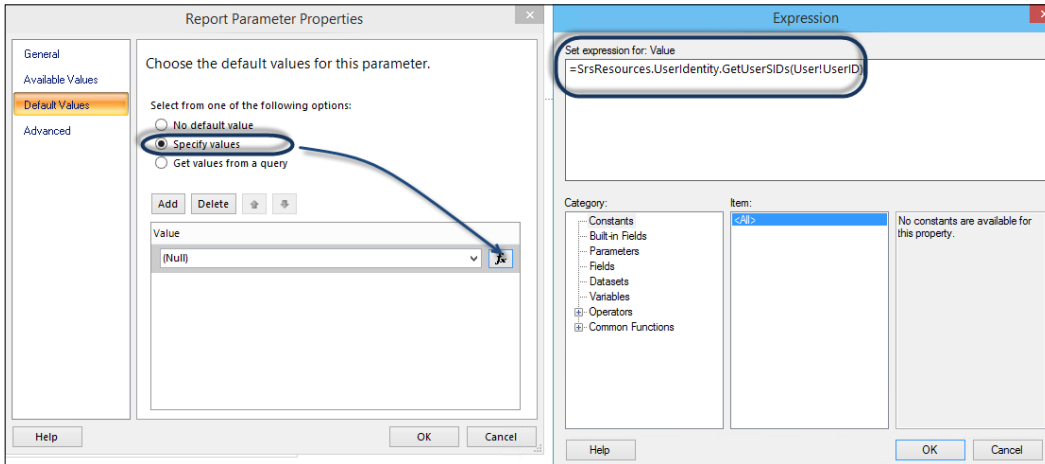 Report Parameter Properties
General
Available Values
Default Values
Advanced
Choose the default values for this parameter.
Select from one of the following options:
No default value
Specify values
Get values from a query
Add
Delete
Value
(Null)
fx
Help
OK
Cancel
Expression
Set expression for: Value
=SrsResources.UserIdentity.GetUserSIDs(User!UserID)
Category:
Constants
Built-in Fields
Parameters
Fields
Datasets
Variables
Operators
Common Functions
Item:
<All>
No constants are available for
this property.
Help
OK
Cancel